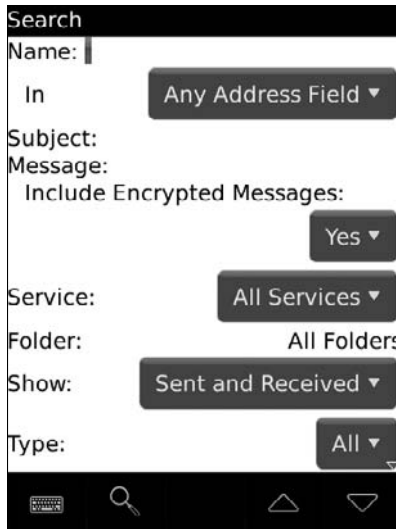 Search
Name:
In Any Address Field
Subject:
Message:
Include Encrypted Messages:
Yes
Service: All Services
Folder: All Folders
Show: Sent and Received
Type: All